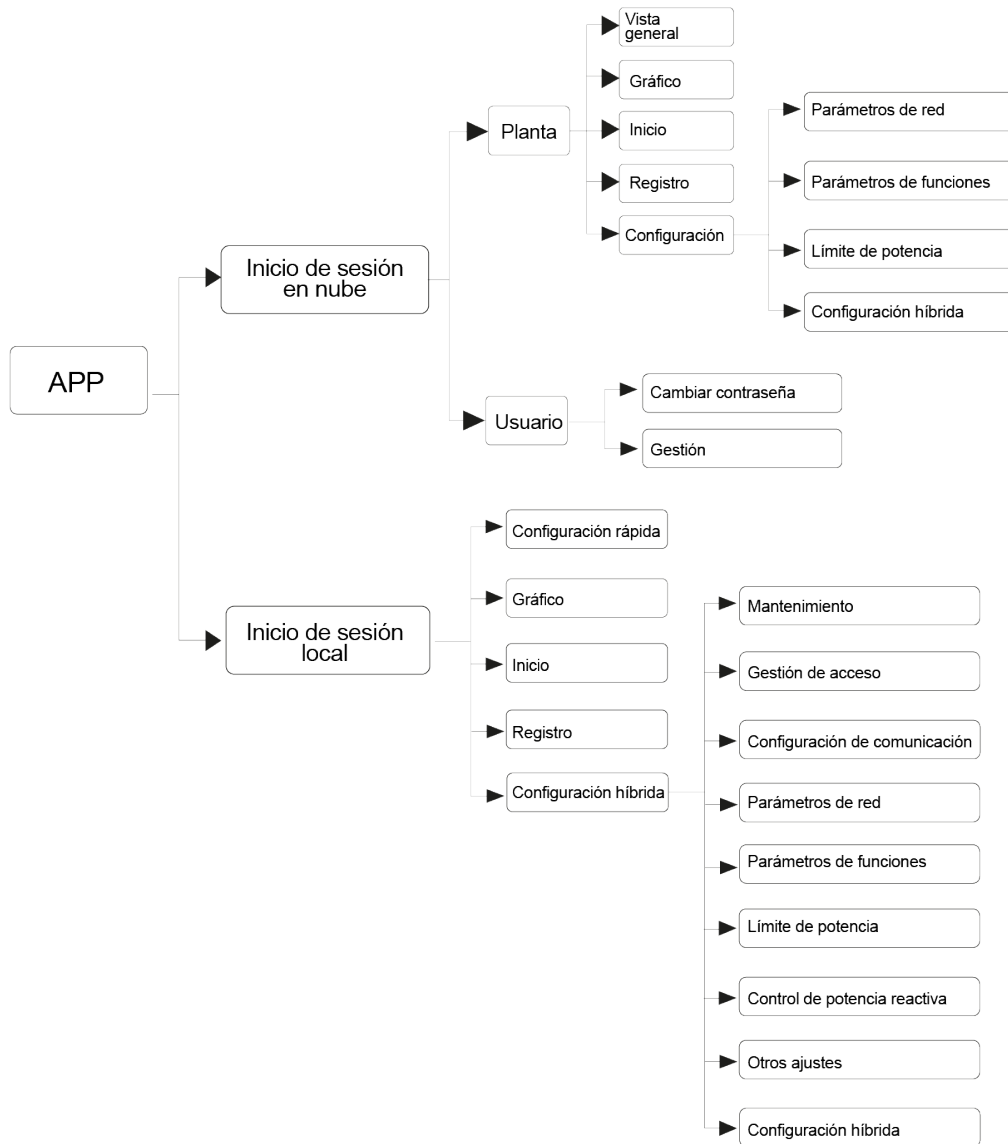 APP
Inicio de sesión
en nube
Planta
Vista
general
Gráfico
Inicio
Registro
Configuración
Parámetros de red
Parámetros de funciones
Límite de potencia
Configuración híbrida
Usuario
Cambiar contraseña
Gestión
Inicio de sesión
local
Configuración rápida
Gráfico
Inicio
Registro
Configuración híbrida
Mantenimiento
Gestión de acceso
Configuración de comunicación
Parámetros de red
Parámetros de funciones
Límite de potencia
Control de potencia reactiva
Otros ajustes
Configuración híbrida